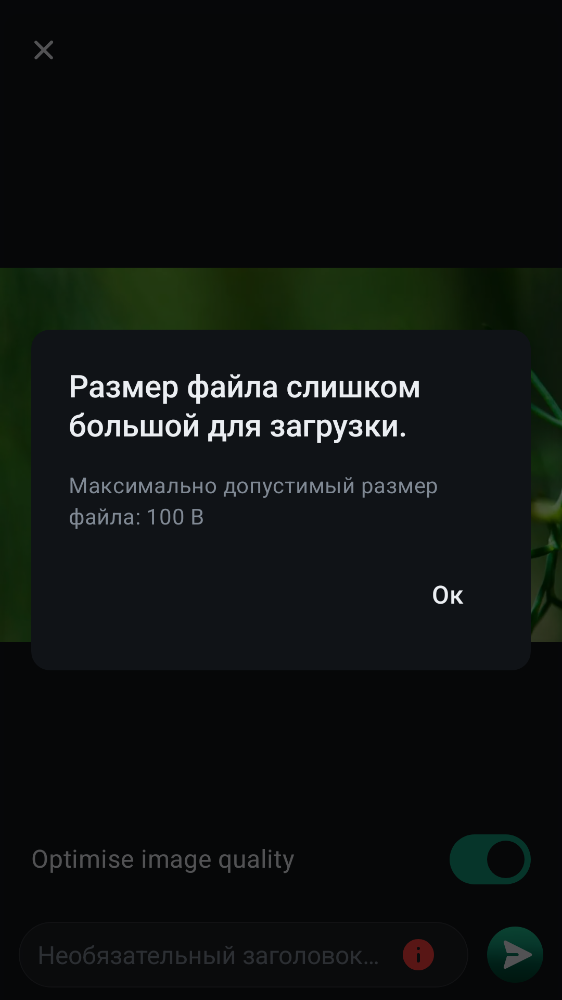 Размер файла слишком
большой для загрузки.
Максимально допустимый размер
файла: 100 B
Ок
Optimise image quality
Необязательный заголовок...